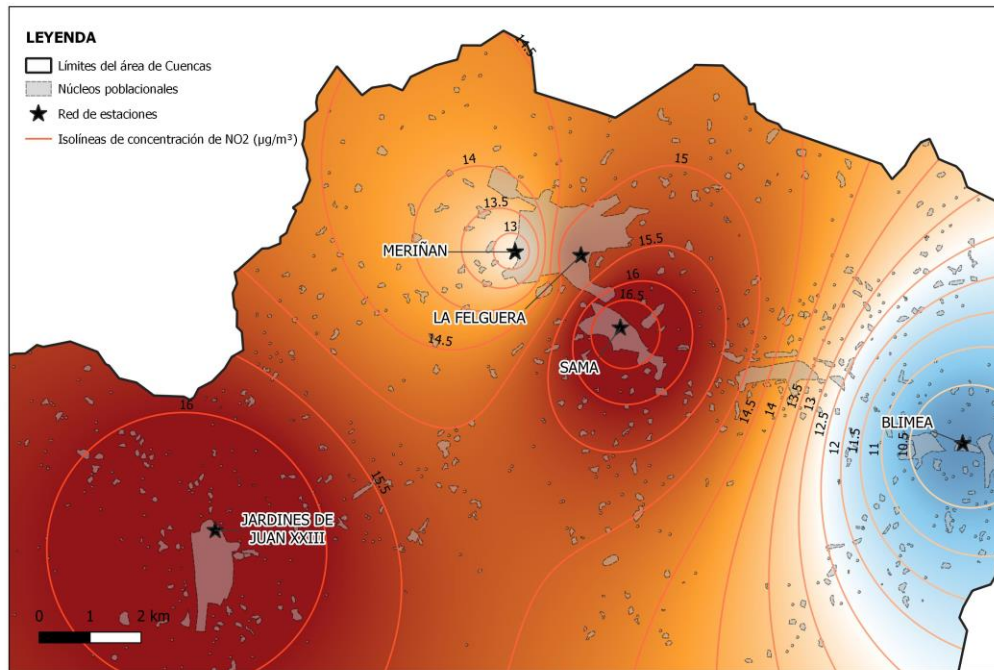 LEYENDA
Límites del área de Cuencas
Núcleos poblacionales
Red de estaciones
Isolíneas de concentración de NO2 (µg/m³)
14.5
14
15
13.5
13
MERIÑAN
15.5
16
16.5
LA FELGUERA
14.5
SAMA
16
14.5
14
13.5
13
12.5
12
11.5
11
10.5
BLIMEA
15.5
JARDINES DE
JUAN XXIII
0 1 2 km